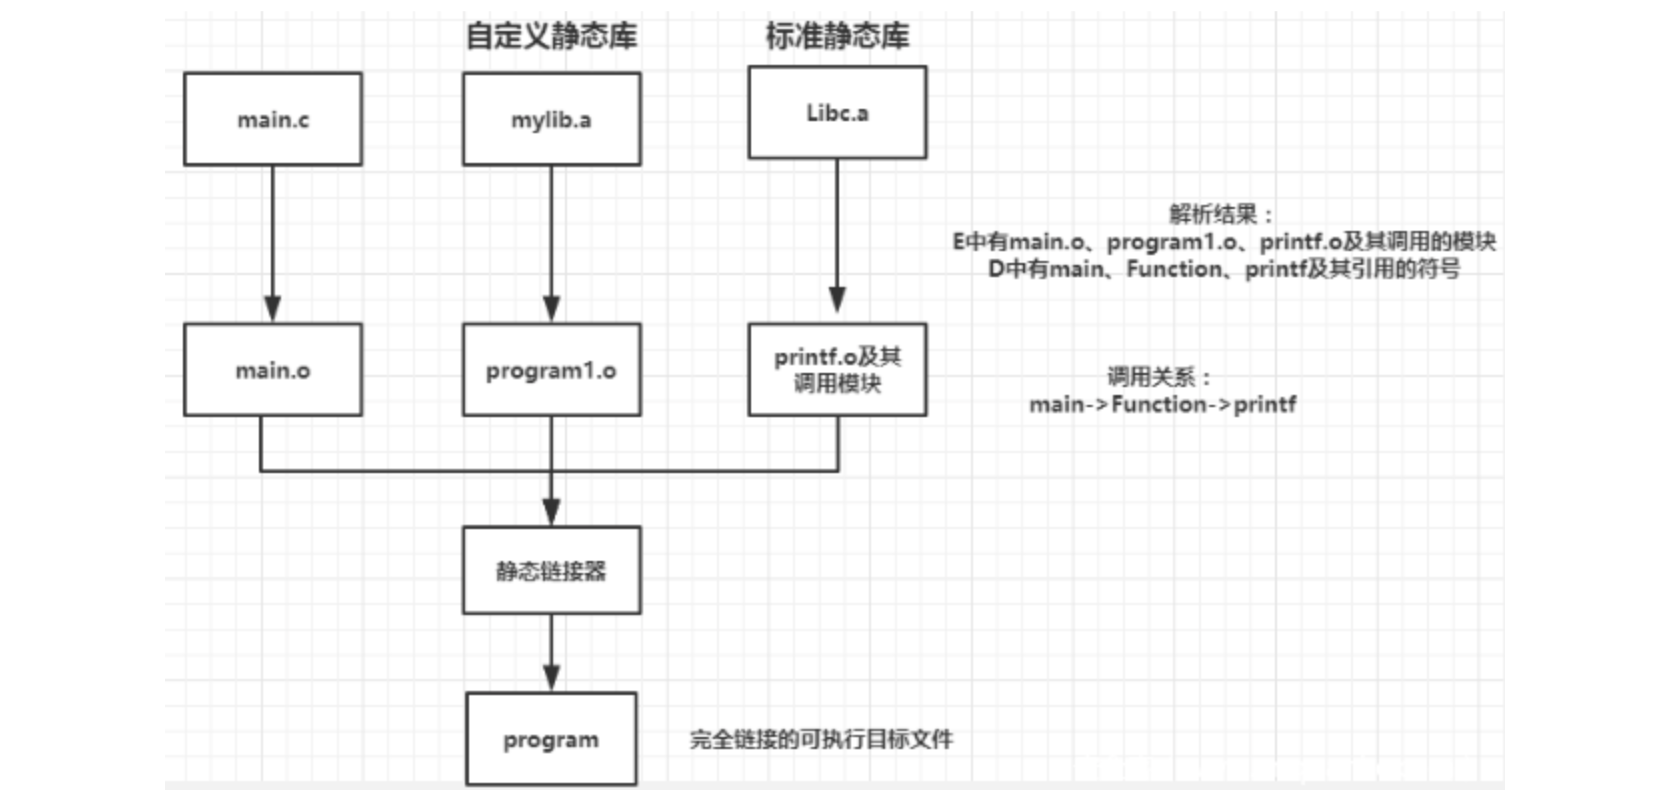 自定义静态库
标准静态库
main.c
mylib.a
Libc.a
解析结果：
E中有main.o、program1.o、printf.o及其调用的模块
D中有main、Function、printf及其引用的符号
main.o
program1.o
printf.o及其
调用模块
调用关系：
main->Function->printf
静态链接器
program
完全链接的可执行目标文件